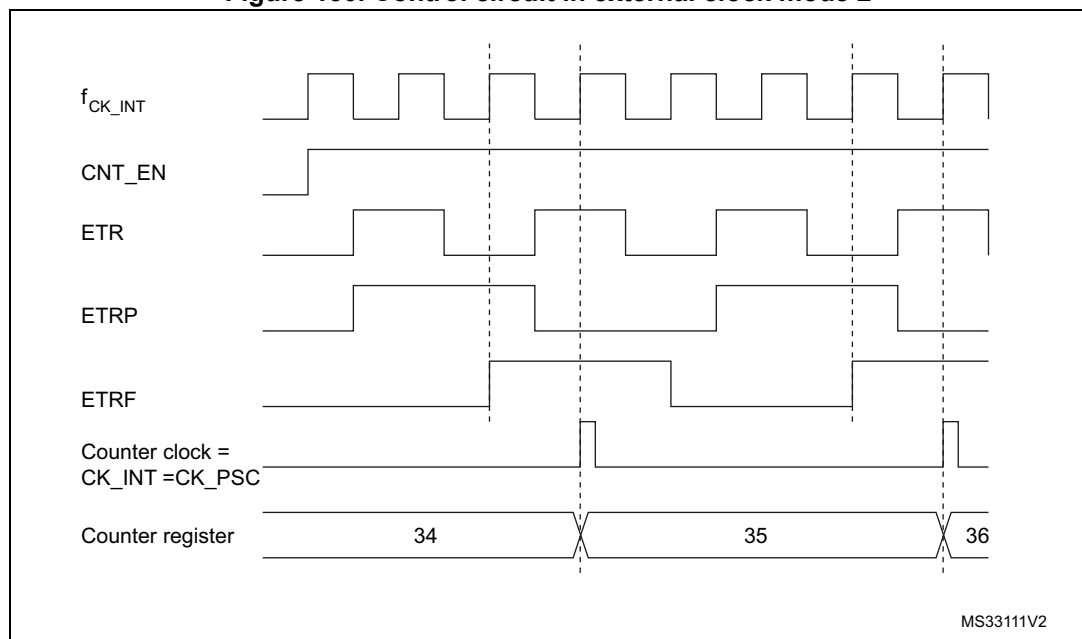 f_CK_INT
CNT_EN
ETR
ETRP
ETRF
Counter clock =
CK_INT =CK_PSC
Counter register 34 35 36
MS33111V2